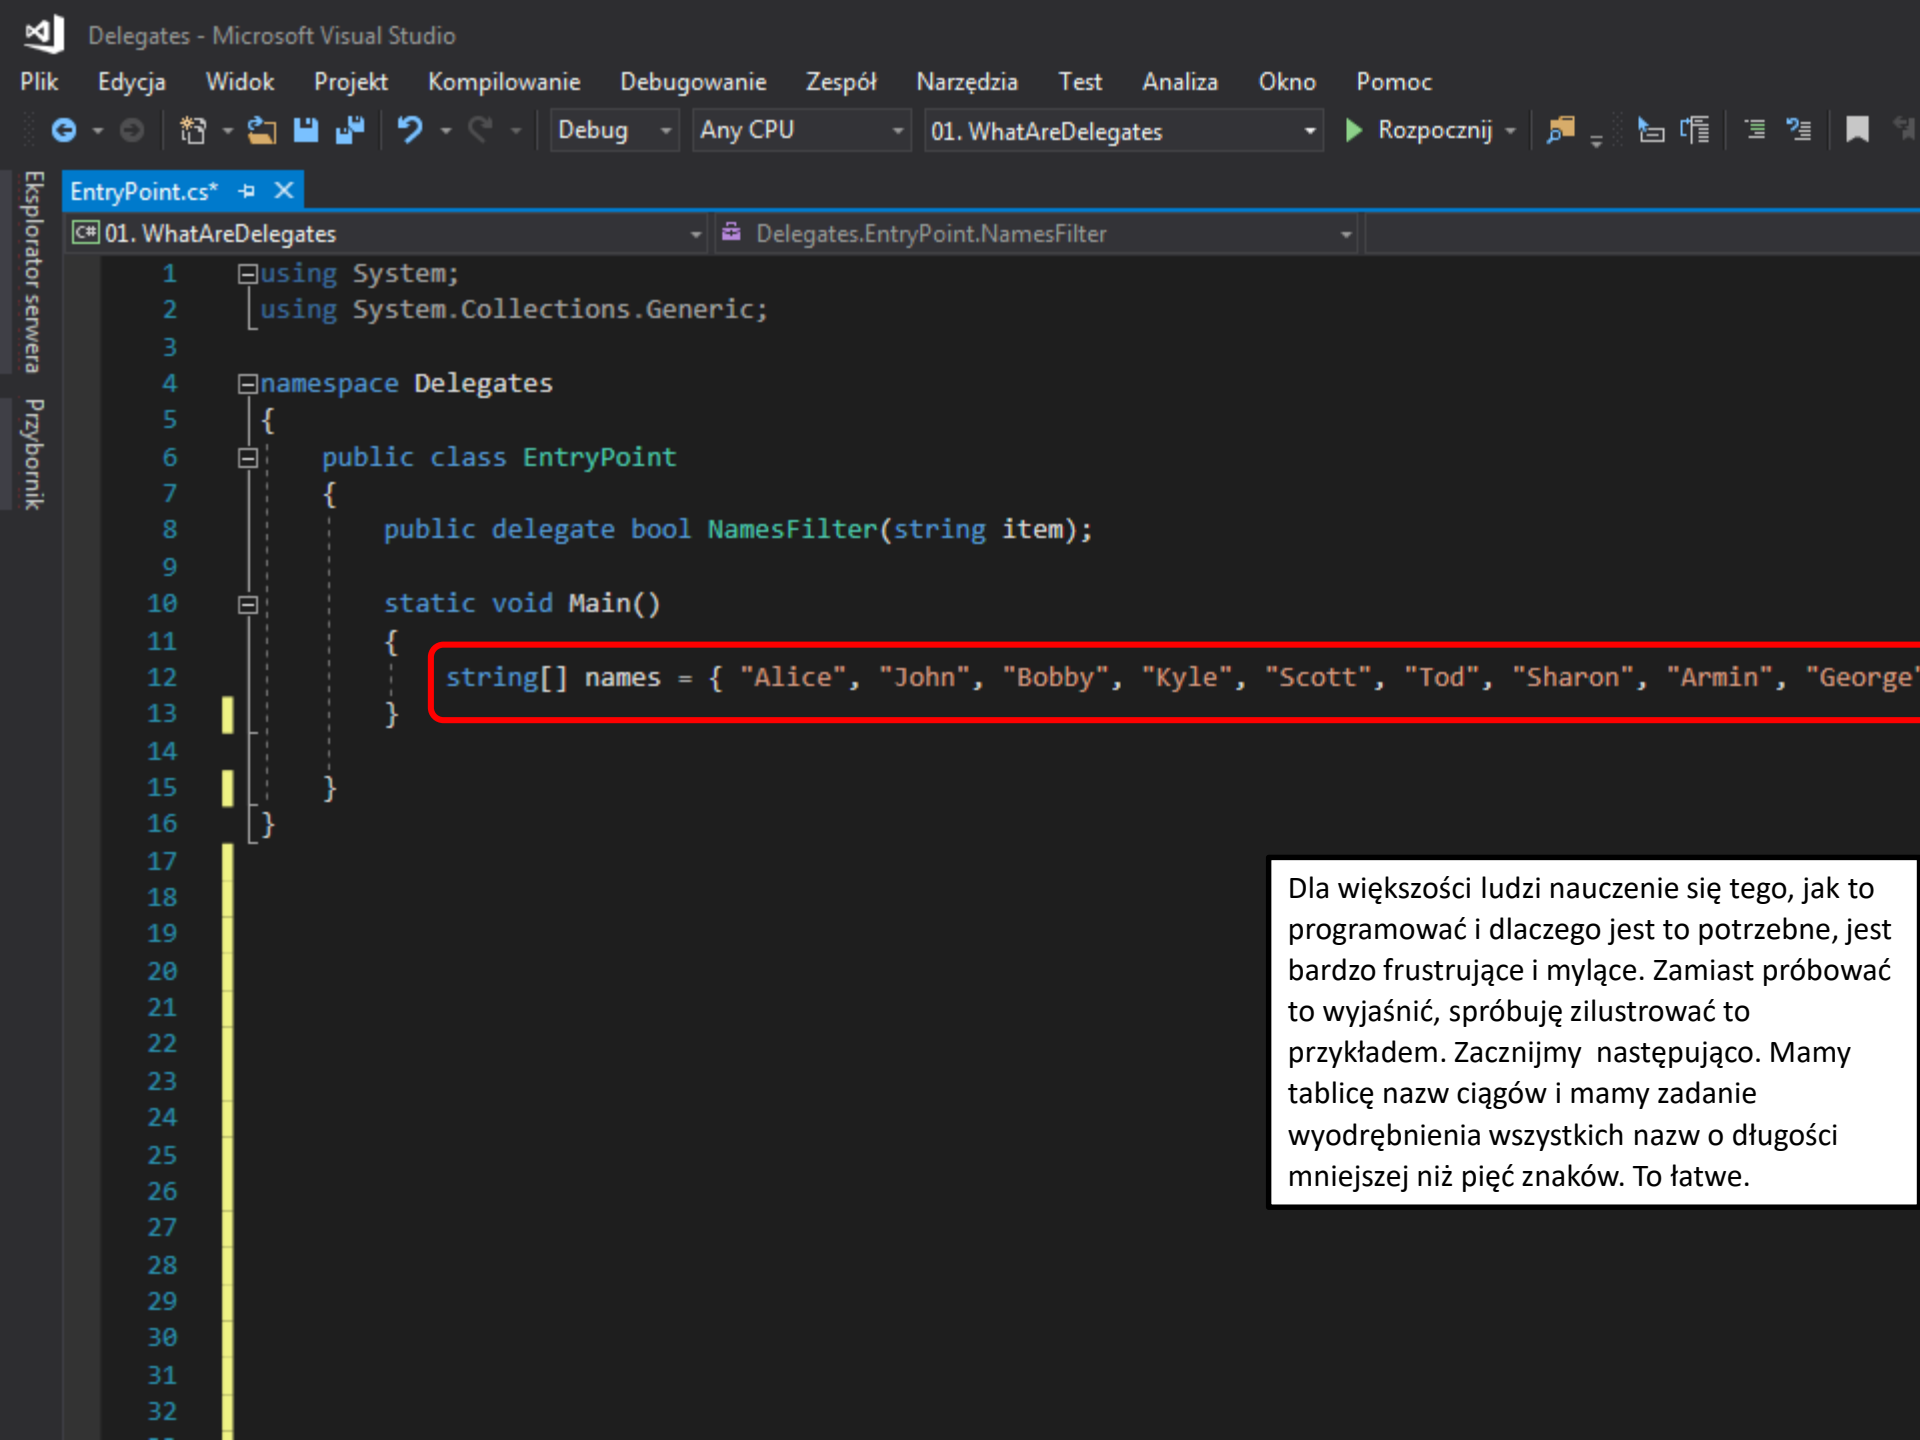 Delegates - Microsoft Visual Studio
Plik Edycja Widok Projekt Kompilowanie Debugowanie Zespół Narzędzia Test Analiza Okno Pomoc
Debug Any CPU 01. WhatAreDelegates Rozpocznij
Eksplorator serwera
Przybornik
EntryPoint.cs*
C# 01. WhatAreDelegates Delegates.EntryPoint.NamesFilter
1 using System;
2 using System.Collections.Generic;
3
4 namespace Delegates
5 {
6 public class EntryPoint
7 {
8 public delegate bool NamesFilter(string item);
9
10 static void Main()
11 {
12 string[] names = { "Alice", "John", "Bobby", "Kyle", "Scott", "Tod", "Sharon", "Armin", "George"
13 }
14
15 }
16 }
17
18
19
20
21
22
23
24
25
26
27
28
29
30
31
32
Dla większości ludzi nauczenie się tego, jak to
programować i dlaczego jest to potrzebne, jest
bardzo frustrujące i mylące. Zamiast próbować
to wyjaśnić, spróbuję zilustrować to
przykładem. Zacznijmy  następująco. Mamy
tablicę nazw ciągów i mamy zadanie
wyodrębnienia wszystkich nazw o długości
mniejszej niż pięć znaków. To łatwe.